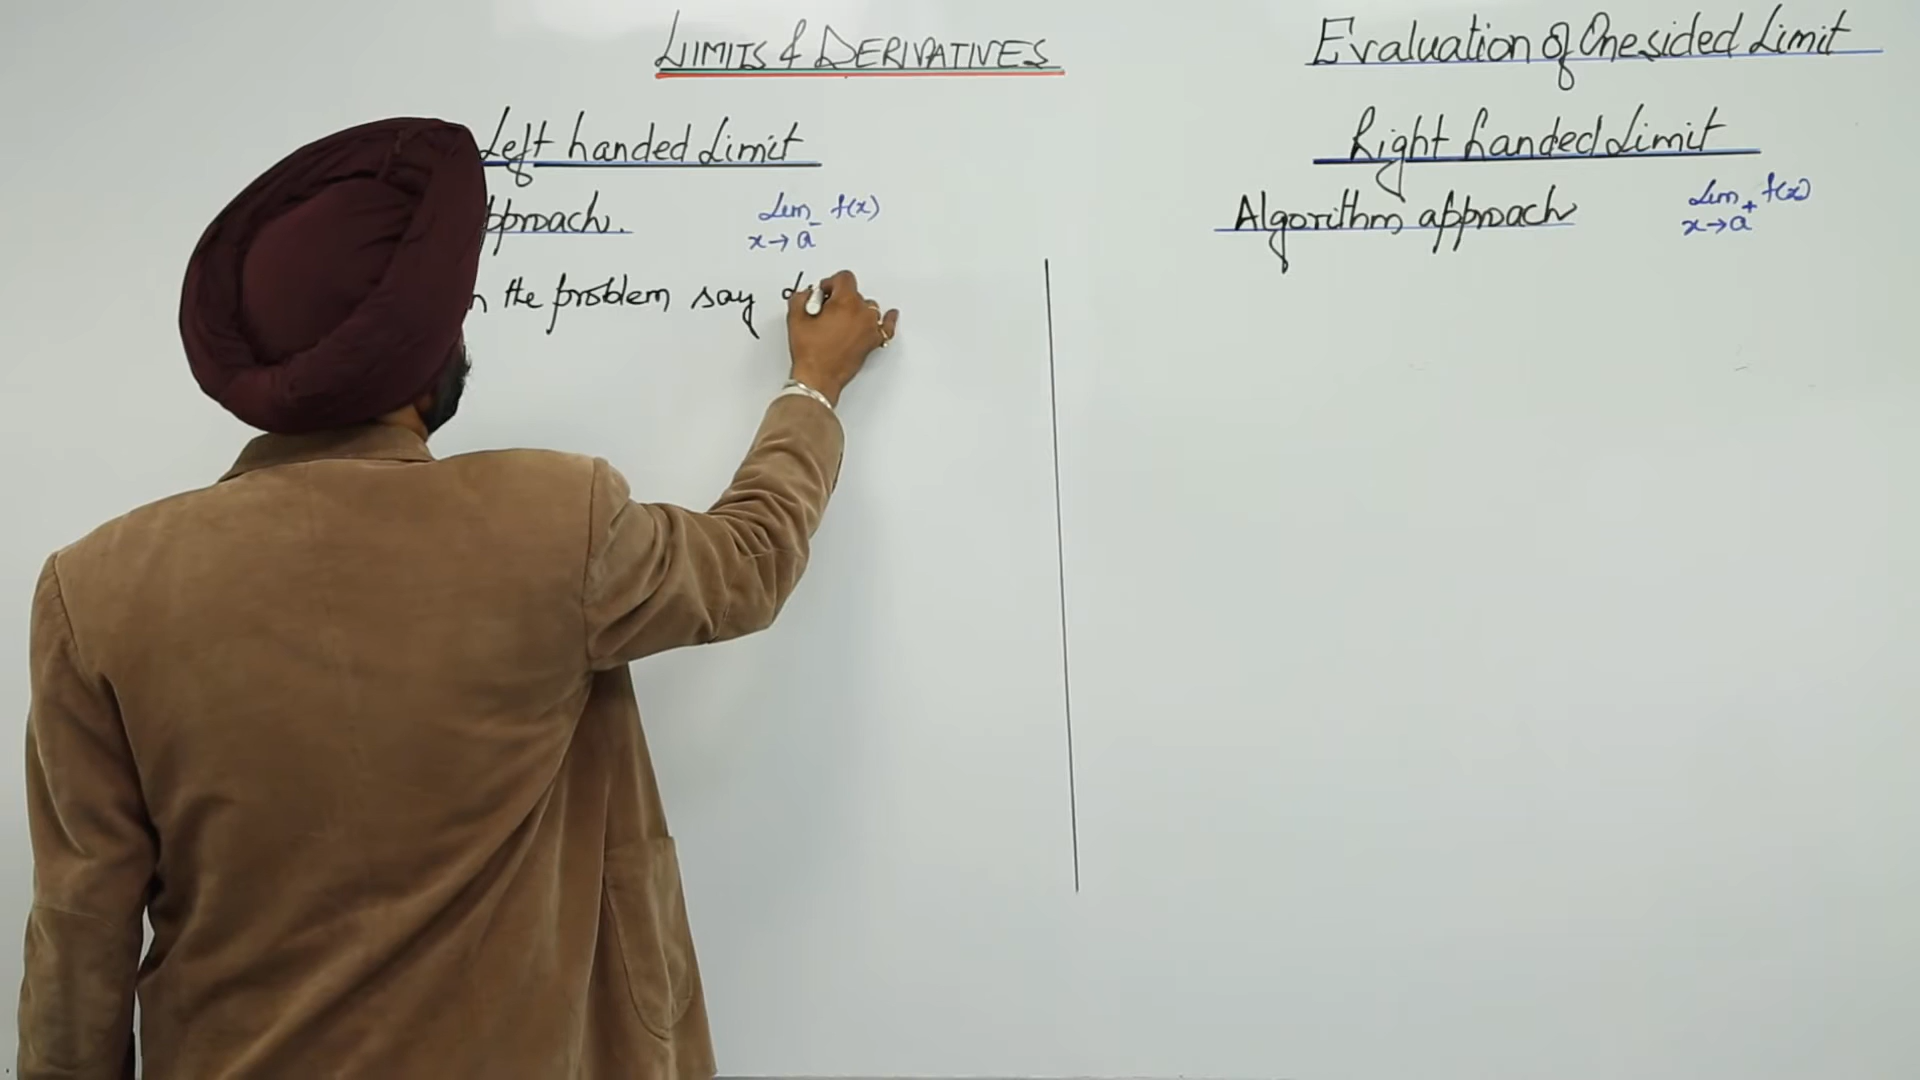 LIMITS & DERIVATIVES
Evaluation of One sided Limit
Left handed Limit
pproach.
Lim f(x)
x→a⁻
n the problem say
Right handed Limit
Algorithm approach
Lim f(x)
x→a⁺